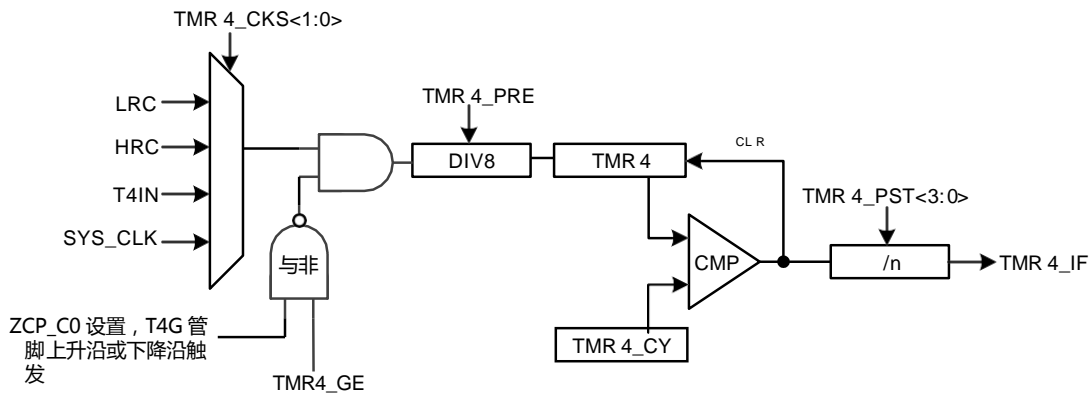 TMR 4_CKS<1:0>
LRC
HRC
T4IN
SYS_CLK
TMR 4_PRE
DIV8
TMR 4
CL R
TMR 4_PST<3:0>
CMP
/n
TMR 4_IF
与非
ZCP_C0 设置，T4G 管
脚上升沿或下降沿触
发
TMR4_GE
TMR 4_CY